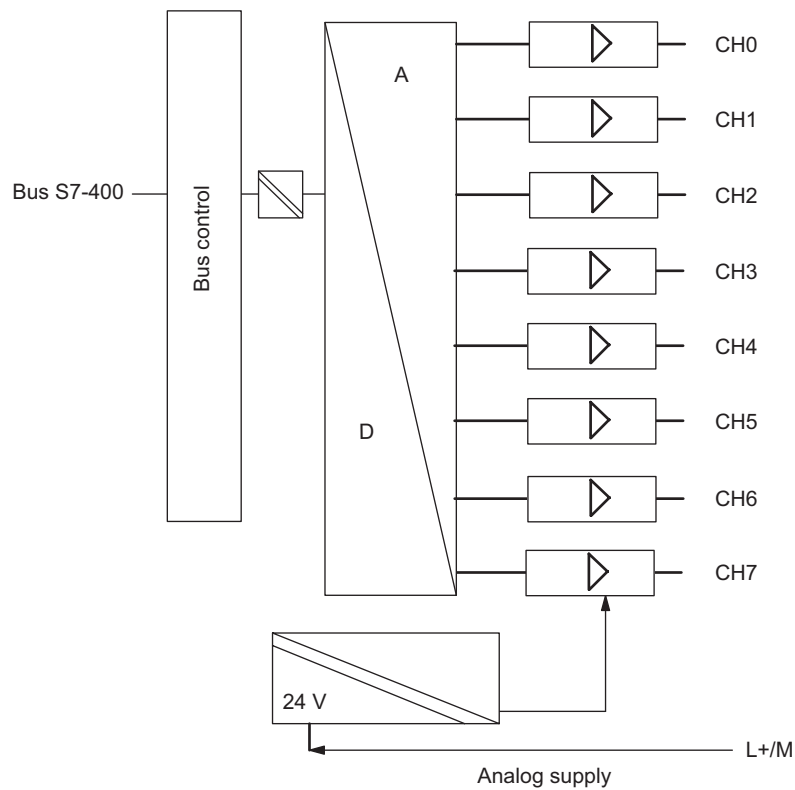 Bus S7-400
Bus control
A
D
CH0
CH1
CH2
CH3
CH4
CH5
CH6
CH7
24 V
L+/M
Analog supply